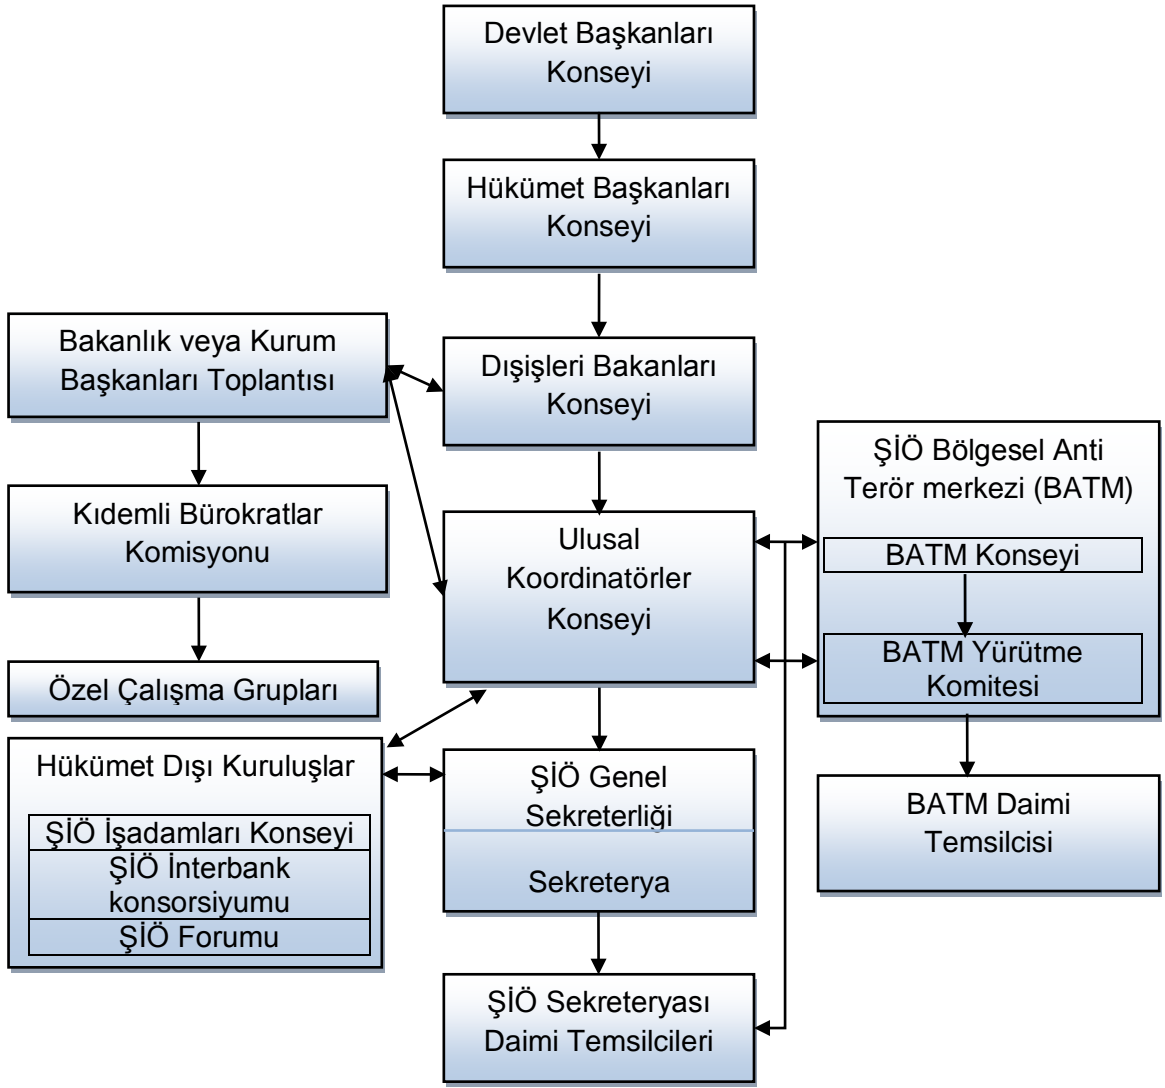 Devlet Başkanları
Konseyi
Hükümet Başkanları
Konseyi
Bakanlık veya Kurum
Başkanları Toplantısı
Dışişleri Bakanları
Konseyi
Kıdemli Bürokratlar
Komisyonu
Ulusal
Koordinatörler
Konseyi
ŞİÖ Bölgesel Anti
Terör merkezi (BATM)
BATM Konseyi
BATM Yürütme
Komitesi
Özel Çalışma Grupları
Hükümet Dışı Kuruluşlar
ŞİÖ İşadamları Konseyi
ŞİÖ İnterbank
konsorsiyumu
ŞİÖ Forumu
ŞİÖ Genel
Sekreterliği
Sekreterya
BATM Daimi
Temsilcisi
ŞİÖ Sekreteryası
Daimi Temsilcileri